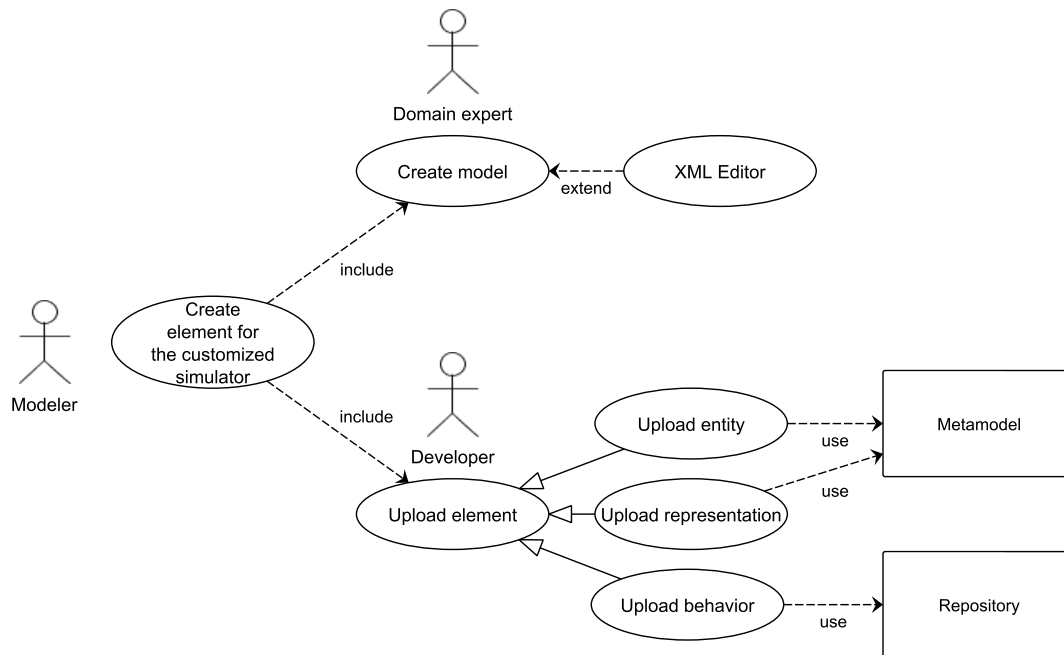 Domain expert
Create model
extend
XML Editor
include
Create
element for
the customized
simulator
Modeler
include
Developer
Upload element
Upload entity
use
Metamodel
Upload representation
use
Upload behavior
use
Repository